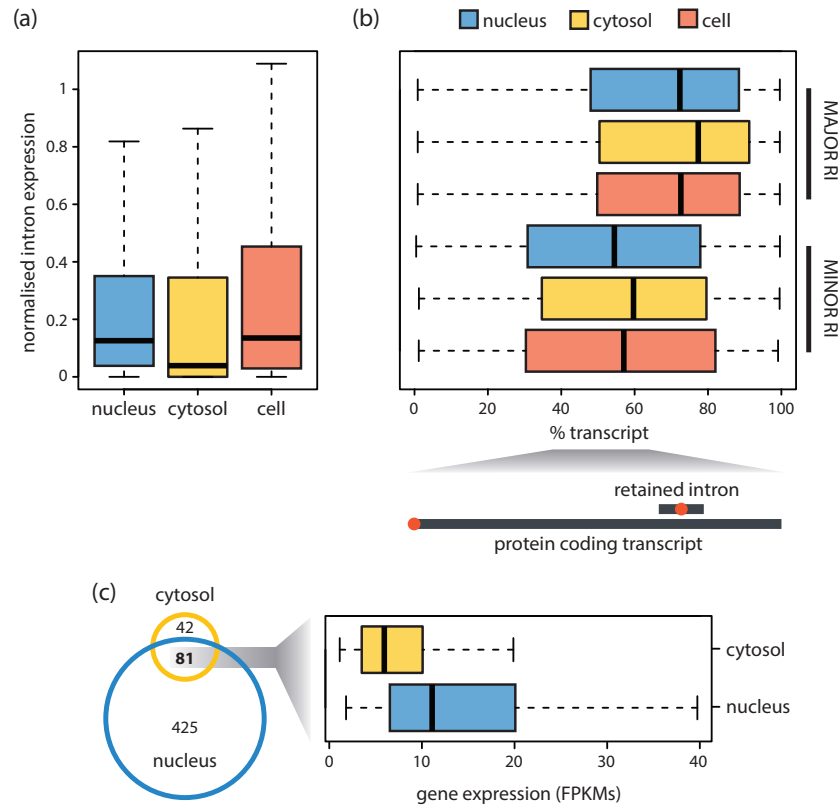 (a)
normalised intron expression
1
0.8
0.6
0.4
0.2
0
nucleus cytosol cell
(b)
nucleus cytosol cell
MAJOR RI
MINOR RI
0 20 40 60 80 100
% transcript
retained intron
protein coding transcript
(c)
cytosol
42
81
425
nucleus
cytosol
nucleus
0 10 20 30 40
gene expression (FPKMs)